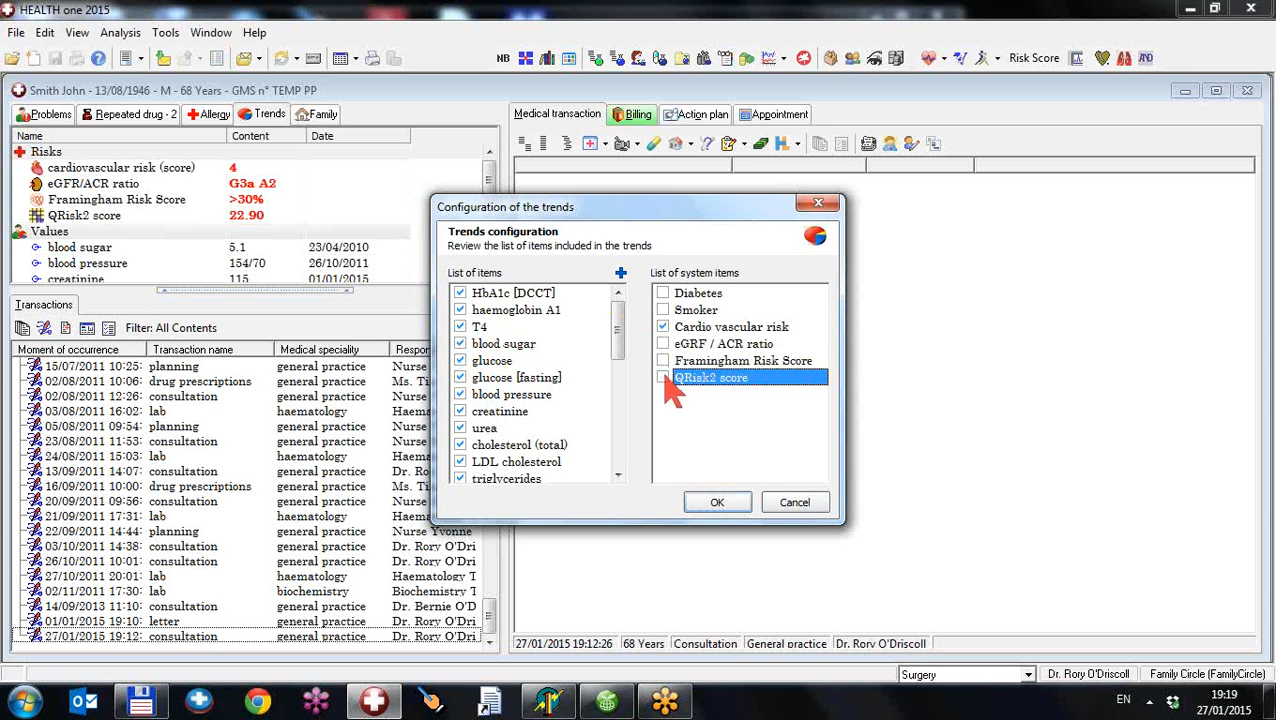 HEALTH one 2015
File Edit View Analysis Tools Window Help
NB Risk Score
Smith John - 13/08/1946 - M - 68 Years - GMS n° TEMP PP
Problems Repeated drug - 2 Allergy Trends Family
Medical transaction Billing Action plan Appointment
Name Content Date
Risks
cardiovascular risk (score) 4
eGFR/ACR ratio G3a A2
Framingham Risk Score >30%
QRisk2 score 22.90
Values
blood sugar 5.1 23/04/2010
blood pressure 154/70 26/10/2011
creatinine 115 01/01/2015
Transactions
Filter: All Contents
Moment of occurrence Transaction name Medical speciality Respon
15/07/2011 10:25: planning general practice Nurse
02/08/2011 10:06: drug prescriptions general practice Ms. Ti
02/08/2011 12:26: consultation general practice Nurse
03/08/2011 16:02: lab haematology Haema
05/08/2011 09:54: planning general practice Nurse
23/08/2011 11:53: consultation general practice Nurse
24/08/2011 15:53: lab haematology Haema
13/09/2011 14:07: consultation general practice Dr. Ro
16/09/2011 10:00: drug prescriptions general practice Ms. Ti
20/09/2011 09:56: consultation general practice Nurse
21/09/2011 17:31: lab haematology Haema
22/09/2011 14:44: planning general practice Nurse Yvonne
03/10/2011 14:38: consultation general practice Dr. Rory O'Dri
26/10/2011 10:01: consultation general practice Dr. Rory O'Dri
27/10/2011 20:01: lab haematology Haematology T
02/11/2011 17:30: lab biochemistry Biochemistry T
14/09/2013 11:10: consultation general practice Dr. Bernie O'D
01/01/2015 19:10: letter general practice Dr. Rory O'Dri
27/01/2015 19:12: consultation general practice Dr. Rory O'Dri
Configuration of the trends
Trends configuration
Review the list of items included in the trends
List of items
HbA1c [DCCT]
haemoglobin A1
T4
blood sugar
glucose
glucose [fasting]
blood pressure
creatinine
urea
cholesterol (total)
LDL cholesterol
triglycerides
List of system items
Diabetes
Smoker
Cardio vascular risk
eGRF / ACR ratio
Framingham Risk Score
QRisk2 score
OK Cancel
27/01/2015 19:12:26 68 Years Consultation General practice Dr. Rory O'Driscoll
Surgery Dr. Rory O'Driscoll Family Circle (FamilyCircle)
EN 19:19
27/01/2015